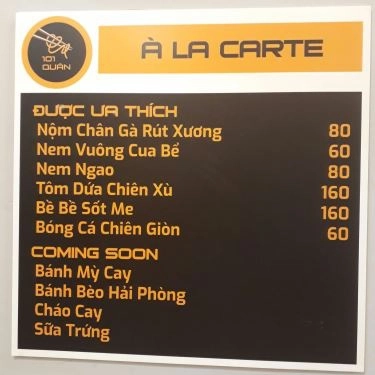 101
QUÁN
À LA CARTE
ĐƯỢC ƯA THÍCH
Nộm Chân Gà Rút Xương 80
Nem Vuông Cua Bể 60
Nem Ngao 80
Tôm Dứa Chiên Xù 160
Bề Bề Sốt Me 160
Bóng Cá Chiên Giòn 60
COMING SOON
Bánh Mỳ Cay
Bánh Bèo Hải Phòng
Cháo Cay
Sữa Trứng